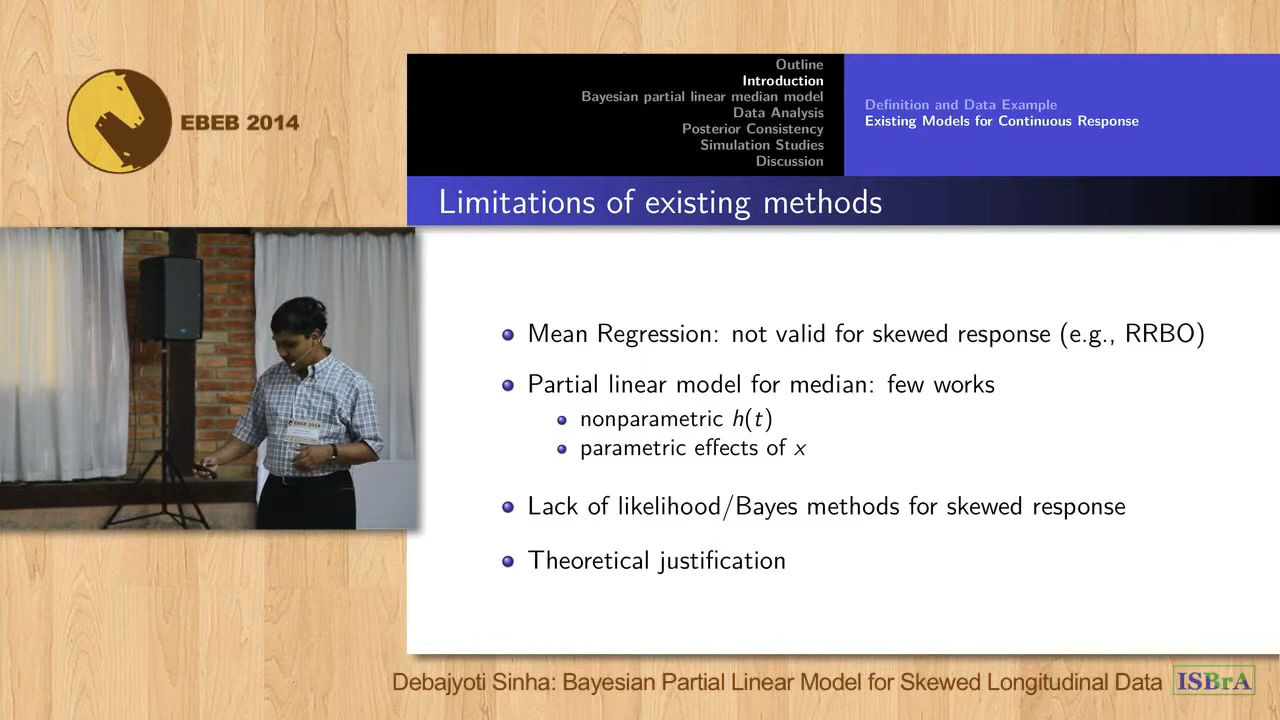 EBEB 2014
Outline
Introduction
Bayesian partial linear median model
Data Analysis
Posterior Consistency
Simulation Studies
Discussion
Definition and Data Example
Existing Models for Continuous Response
Limitations of existing methods
Mean Regression: not valid for skewed response (e.g., RRBO)
Partial linear model for median: few works
nonparametric h(t)
parametric effects of x
Lack of likelihood/Bayes methods for skewed response
Theoretical justification
EBEB 2014
Debajyoti Sinha: Bayesian Partial Linear Model for Skewed Longitudinal Data
ISBrA